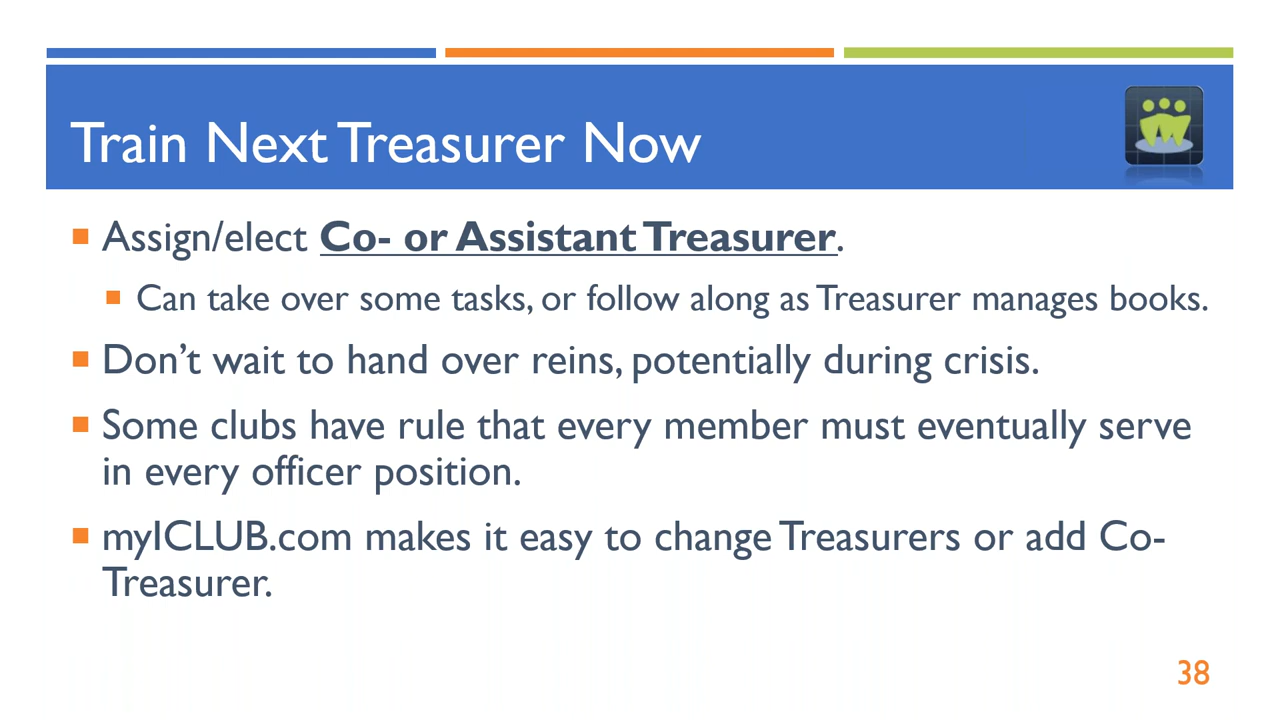 Train Next Treasurer Now
Assign/elect Co- or Assistant Treasurer.
Can take over some tasks, or follow along as Treasurer manages books.
Don't wait to hand over reins, potentially during crisis.
Some clubs have rule that every member must eventually serve
in every officer position.
myICLUB.com makes it easy to change Treasurers or add Co-
Treasurer.
38